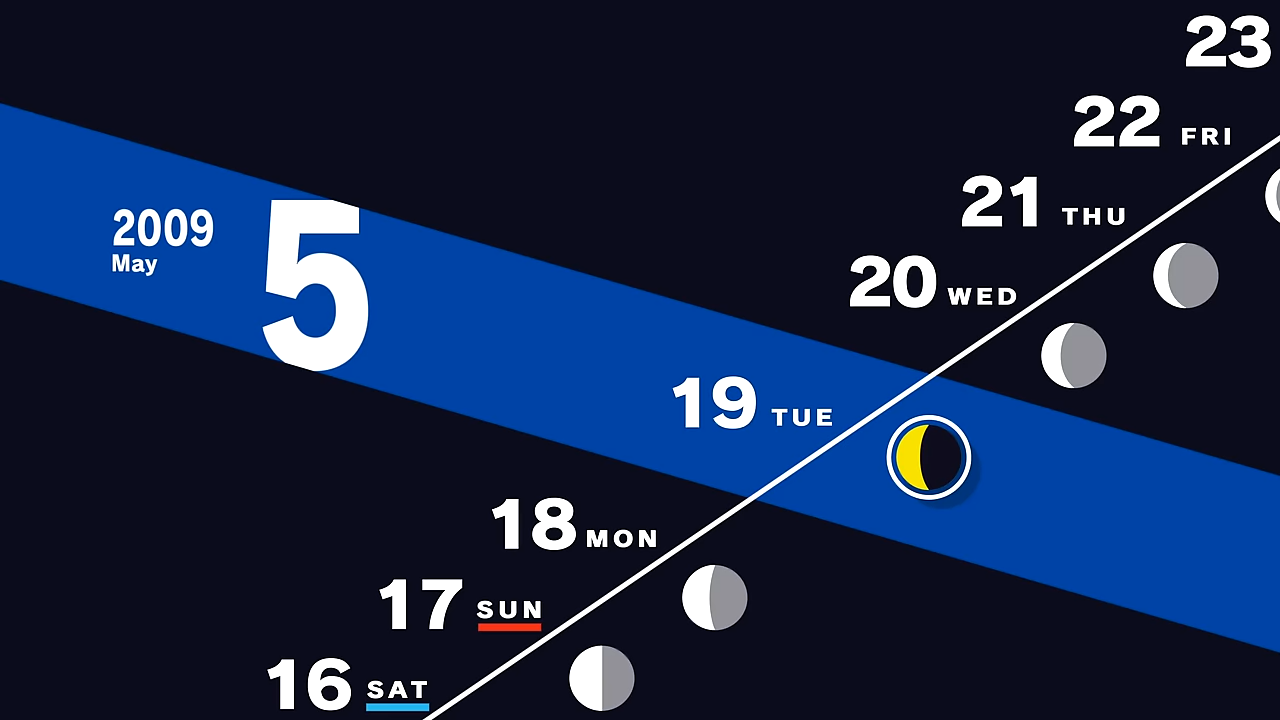 23
22 FRI
21 THU
2009
May
5
20 WED
19 TUE
18 MON
17 SUN
16 SAT